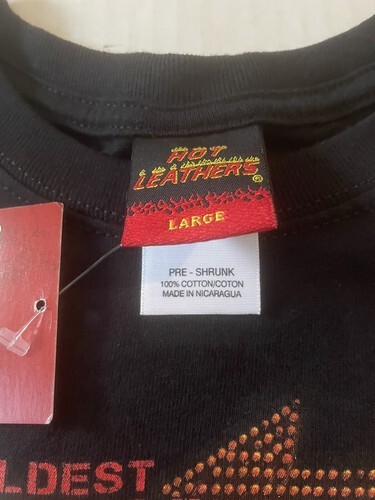 HOT
LEATHERS®
LARGE
PRE - SHRUNK
100% COTTON/COTON
MADE IN NICARAGUA
LDEST